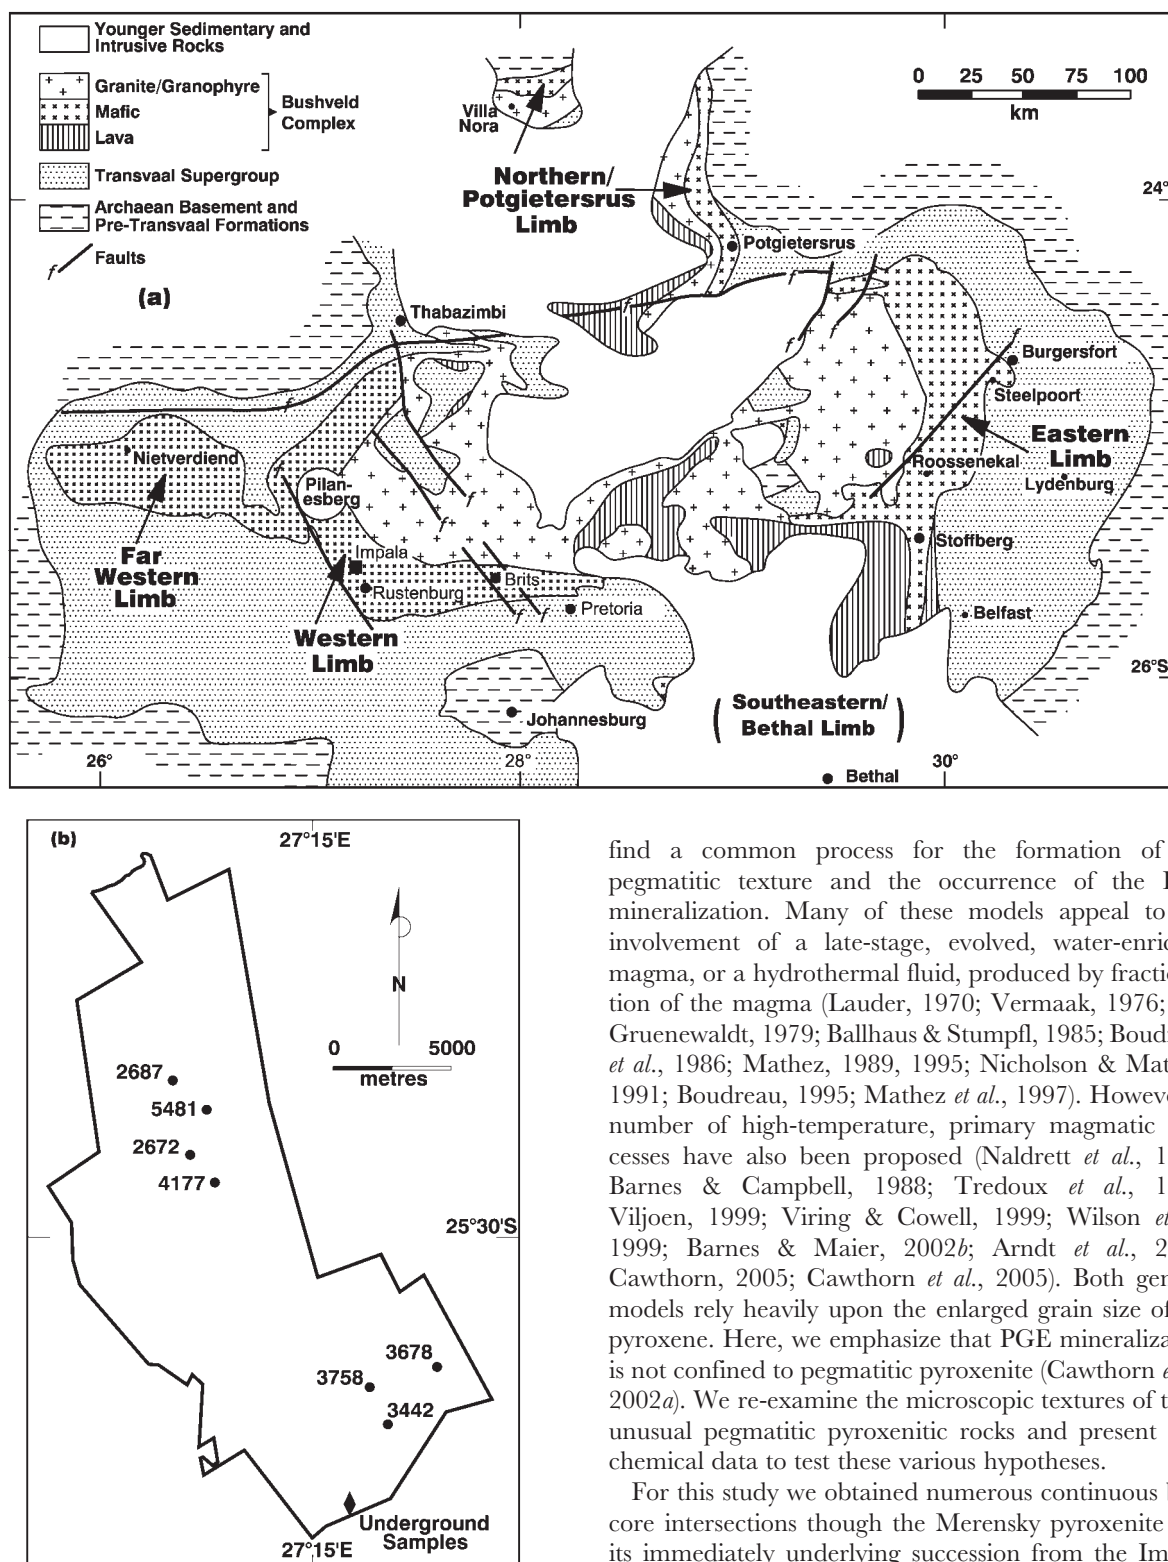 Younger Sedimentary and
Intrusive Rocks
Granite/Granophyre
Mafic
Lava
Bushveld
Complex
Transvaal Supergroup
Archaean Basement and
Pre-Transvaal Formations
f Faults
(a)
Villa
Nora
0 25 50 75 100
km
Northern/
Potgietersrus
Limb
24°
Potgietersrus
f
f
f
f
Thabazimbi
f
Burgersfort
Steelpoort
Eastern
Limb
Roossenekal
Lydenburg
Nietverdiend
f
Pilan-
esberg
f
f
Far
Western
Limb
Impala
Rustenburg
Brits
f
f
Pretoria
Stoffberg
Belfast
Western
Limb
26°S
(Southeastern/
Bethal Limb)
Johannesburg
26°
28°
30°
Bethal
(b)
27°15'E
N
0 5000
metres
2687
5481
2672
4177
25°30'S
3678
3758
3442
Underground
Samples
27°15'E
find a common process for the formation of
pegmatitic texture and the occurrence of the
mineralization. Many of these models appeal to
involvement of a late-stage, evolved, water-enric
magma, or a hydrothermal fluid, produced by fractic
tion of the magma (Lauder, 1970; Vermaak, 1976;
Gruenewaldt, 1979; Ballhaus & Stumpfl, 1985; Boud
et al., 1986; Mathez, 1989, 1995; Nicholson & Mat
1991; Boudreau, 1995; Mathez et al., 1997). Howeve
number of high-temperature, primary magmatic
cesses have also been proposed (Naldrett et al., 1
Barnes & Campbell, 1988; Tredoux et al., 1
Viljoen, 1999; Viring & Cowell, 1999; Wilson et
1999; Barnes & Maier, 2002b; Arndt et al., 2
Cawthorn, 2005; Cawthorn et al., 2005). Both gen
models rely heavily upon the enlarged grain size of
pyroxene. Here, we emphasize that PGE mineraliza
is not confined to pegmatitic pyroxenite (Cawthorn e
2002a). We re-examine the microscopic textures of t
unusual pegmatitic pyroxenitic rocks and present
chemical data to test these various hypotheses.
For this study we obtained numerous continuous
core intersections though the Merensky pyroxenite
its immediately underlying succession from the Im